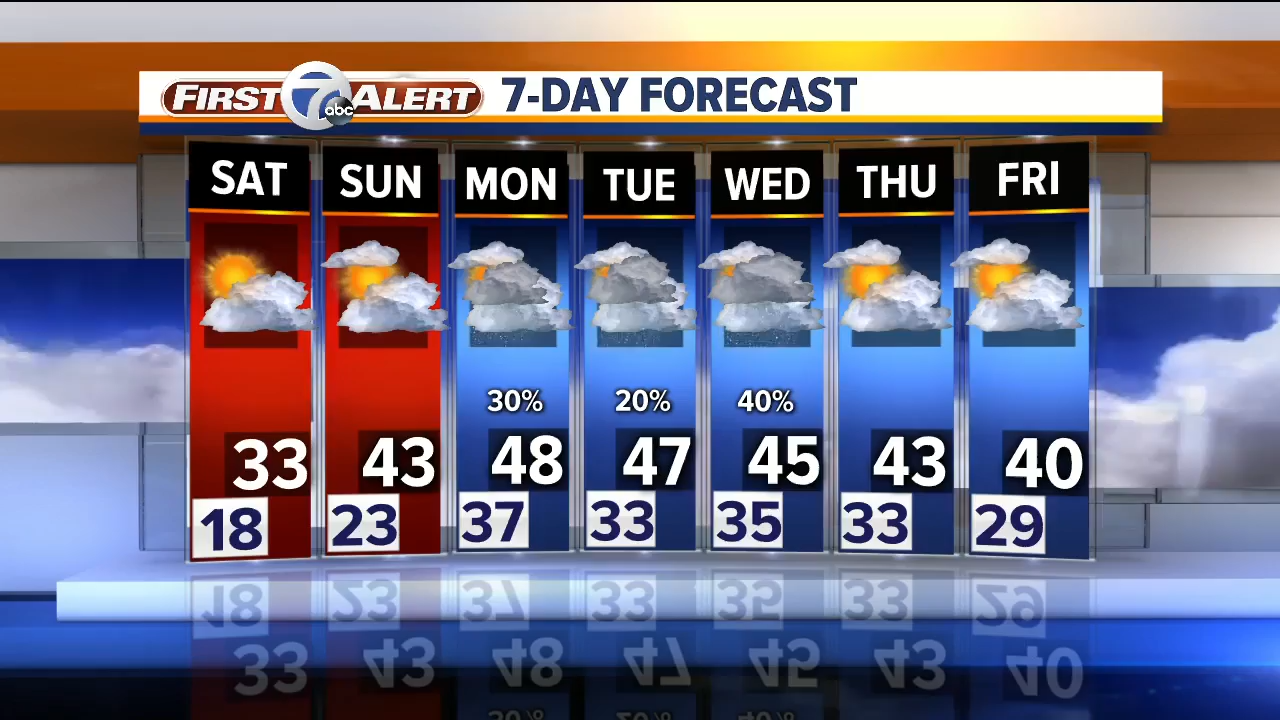 FIRST 7 abc ALERT 7-DAY FORECAST
SAT SUN MON TUE WED THU FRI
30% 20% 40%
33 43 48 47 45 43 40
18 23 37 33 35 33 29